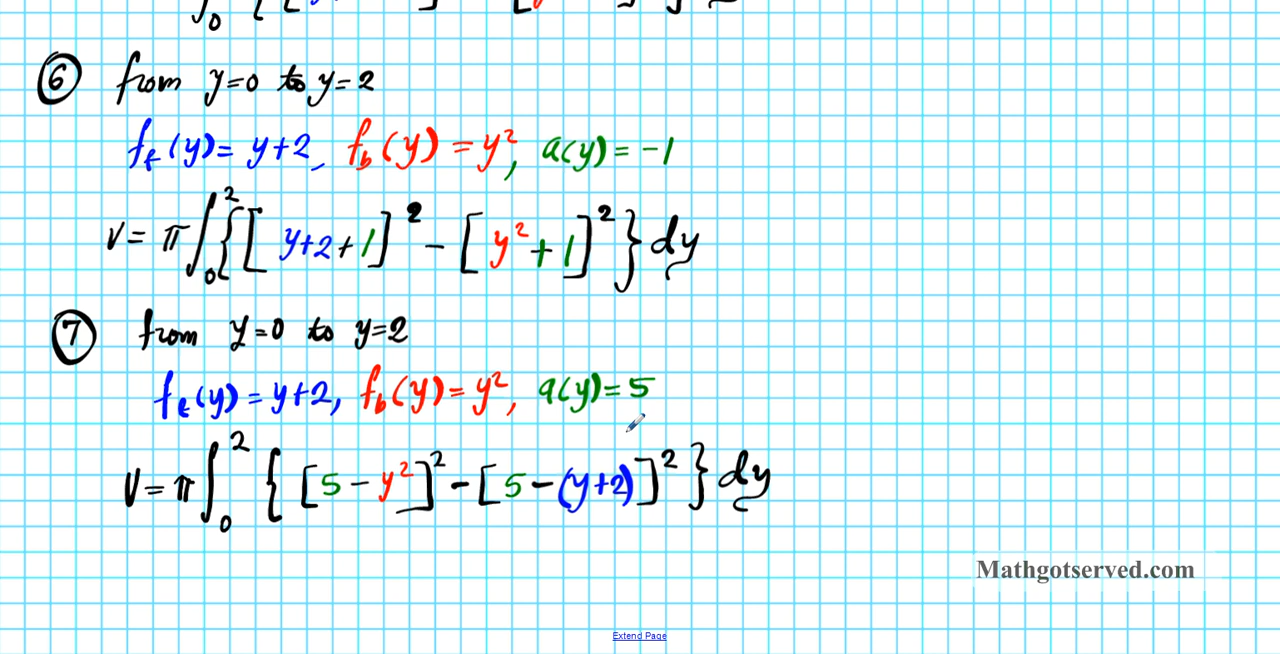 ⑥ from y=0 to y=2
f_t(y)= y+2, f_b(y) = y², a(y) = -1
V = π∫₀² {[y+2+1]² - [y²+1]²} dy
⑦ from y=0 to y=2
f_t(y) = y+2, f_b(y) = y², a(y) = 5
V = π∫₀² {[5-y²]² - [5-(y+2)]²} dy
Mathgotserved.com
Extend Page